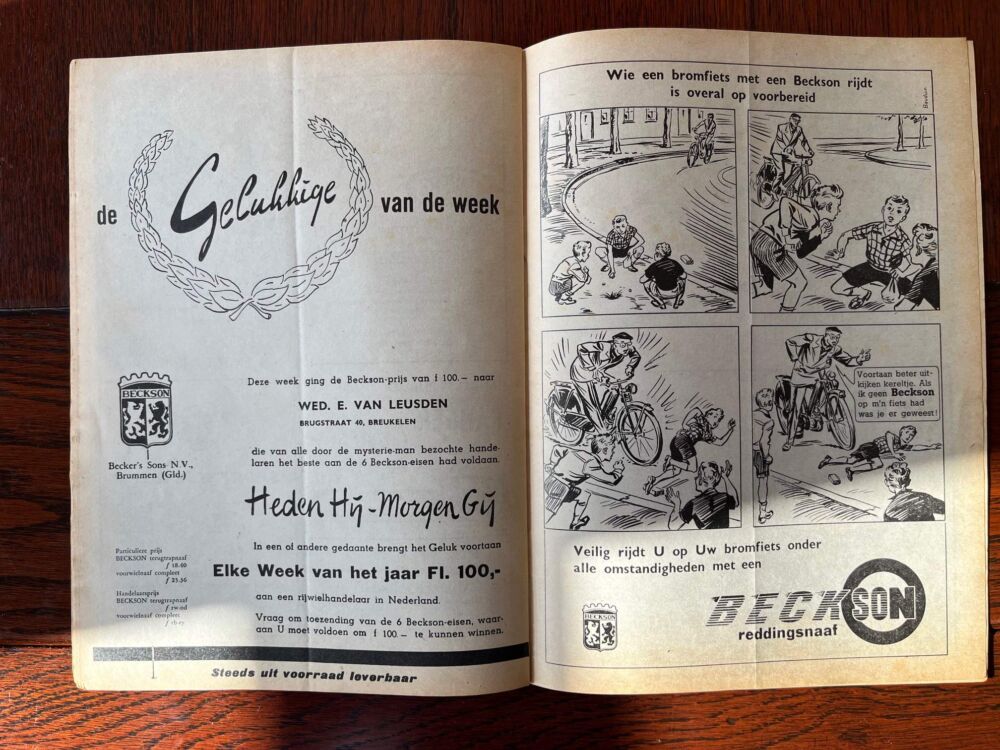 de Gelukkige van de week
Deze week ging de Beckson-prijs van f 100.– naar
WED. E. VAN LEUSDEN
BRUGSTRAAT 40, BREUKELEN
die van alle door de mysterie-man bezochte hande-
laren het beste aan de 6 Beckson-eisen had voldaan.
BECKSON
Becker's Sons N.V.,
Brummen (Gld.)
Heden Hij - Morgen Gij
In een of andere gedaante brengt het Geluk voortaan
Elke Week van het jaar Fl. 100,-
aan een rijwielhandelaar in Nederland.
Vraag om toezending van de 6 Beckson-eisen, waar-
aan U moet voldoen om f 100.– te kunnen winnen.
Particuliere prijs
BECKSON terugtrapnaaf
f 18.40
voorwielnaaf compleet
f 25.56
Handelaarsprijs
BECKSON terugtrapnaaf
voorwielnaaf compleet
Steeds uit voorraad leverbaar
Wie een bromfiets met een Beckson rijdt
is overal op voorbereid
Voortaan beter uit-
kijken kereltje. Als
ik geen Beckson
op m'n fiets had
was je er geweest!
Veilig rijdt U op Uw bromfiets onder
alle omstandigheden met een
BECKSON
BECKSON
reddingsnaaf